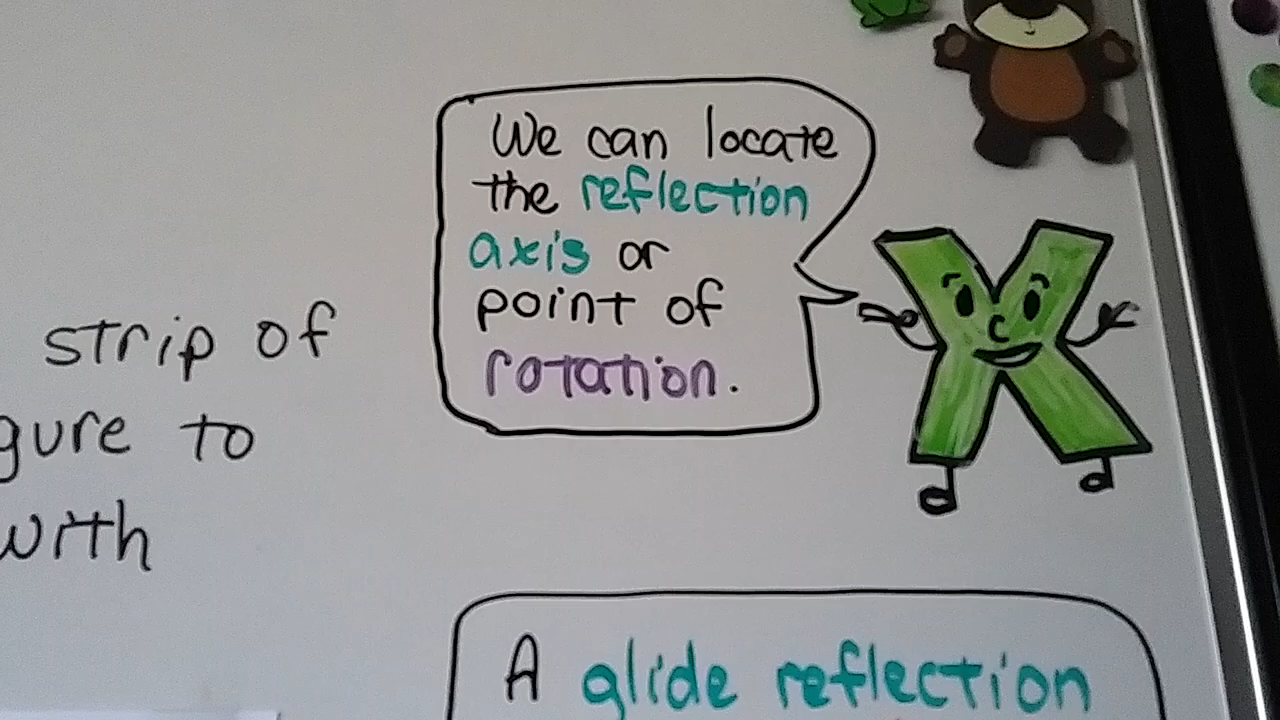 We can locate
the reflection
axis or
point of
rotation.
strip of
gure to
with
A glide reflection